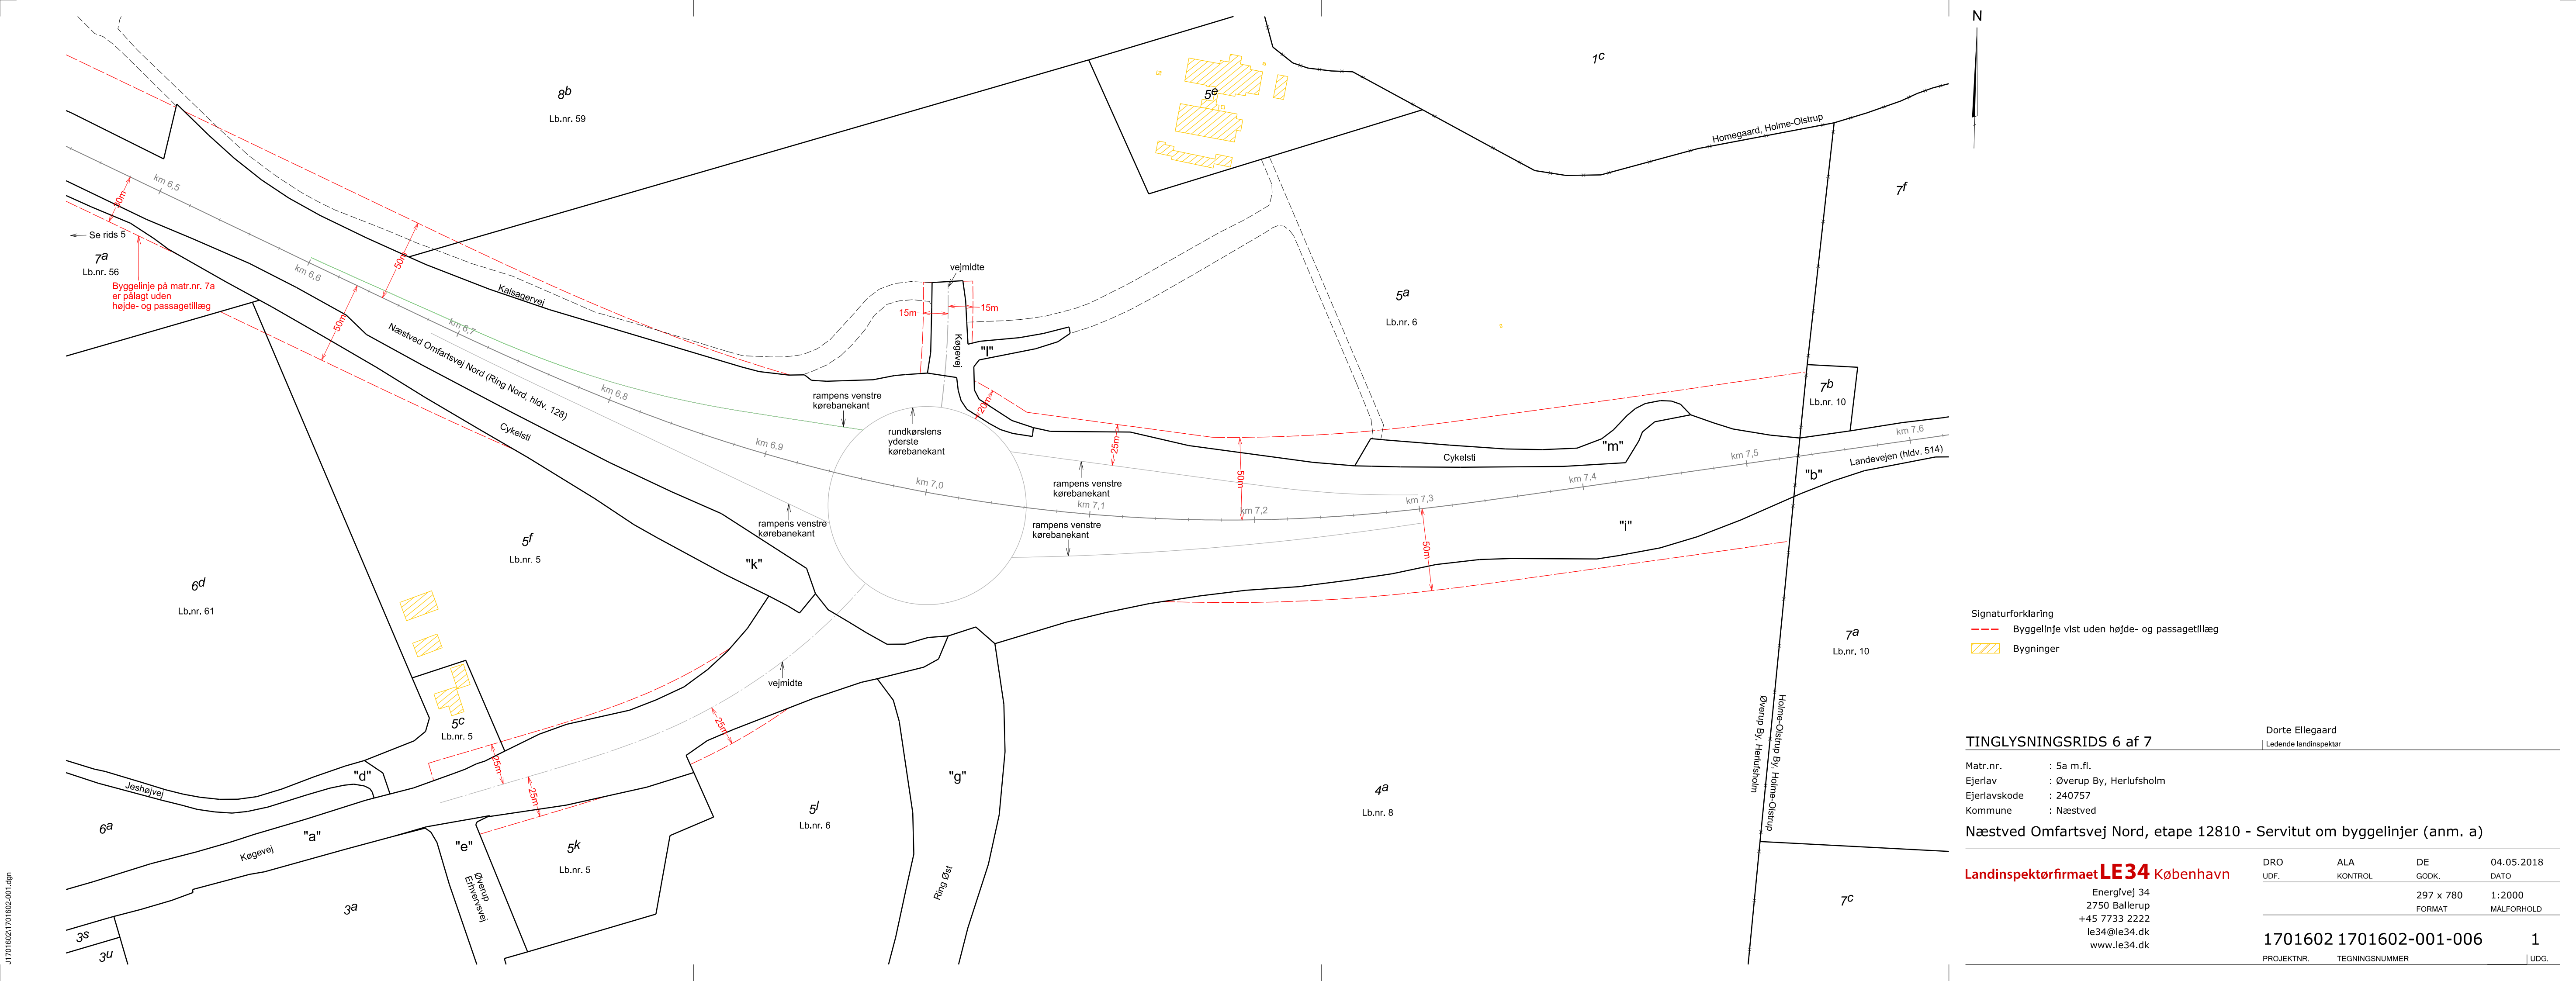 N
1c
8b
Lb.nr. 59
5e
Homegaard, Holme-Olstrup
7f
km 6,5
30m
Se rids 5
7a
Lb.nr. 56
Byggelinje på matr.nr. 7a
er pålagt uden
højde- og passagetillæg
km 6,6
50m
50m
Kalsagervej
km 6,7
Næstved Omfartsvej Nord (Ring Nord, hldv. 128)
Cykelsti
km 6,8
vejmidte
15m
15m
Køgevej
"l"
20m
5a
Lb.nr. 6
rampens venstre
kørebanekant
rundkørslens
yderste
kørebanekant
km 6,9
km 7,0
25m
50m
rampens venstre
kørebanekant
km 7,1
km 7,2
km 7,3
km 7,4
km 7,5
km 7,6
Cykelsti
"m"
7b
Lb.nr. 10
Landevejen (hldv. 514)
"b"
"i"
50m
rampens venstre
kørebanekant
rampens venstre
kørebanekant
"k"
5f
Lb.nr. 5
6d
Lb.nr. 61
5c
Lb.nr. 5
vejmidte
25m
25m
25m
"d"
Jeshøjvej
6a
"a"
Køgevej
"e"
Øverup
Erhvervsvej
5k
Lb.nr. 5
5l
Lb.nr. 6
"g"
Ring Øst
4a
Lb.nr. 8
3a
3s
3u
7a
Lb.nr. 10
Øverup By, Herlufsholm
Holme-Olstrup By, Holme-Olstrup
7c
J1701602\1701602-001.dgn
Signaturforklaring
Byggelinje vist uden højde- og passagetillæg
Bygninger
TINGLYSNINGSRIDS 6 af 7
Dorte Ellegaard
Ledende landinspektør
Matr.nr. : 5a m.fl.
Ejerlav : Øverup By, Herlufsholm
Ejerlavskode : 240757
Kommune : Næstved
Næstved Omfartsvej Nord, etape 12810 - Servitut om byggelinjer (anm. a)
Landinspektørfirmaet LE34 København
Energivej 34
2750 Ballerup
+45 7733 2222
le34@le34.dk
www.le34.dk
DRO ALA DE 04.05.2018
UDF. KONTROL GODK. DATO
297 x 780 1:2000
FORMAT MÅLFORHOLD
1701602 1701602-001-006 1
PROJEKTNR. TEGNINGSNUMMER UDG.